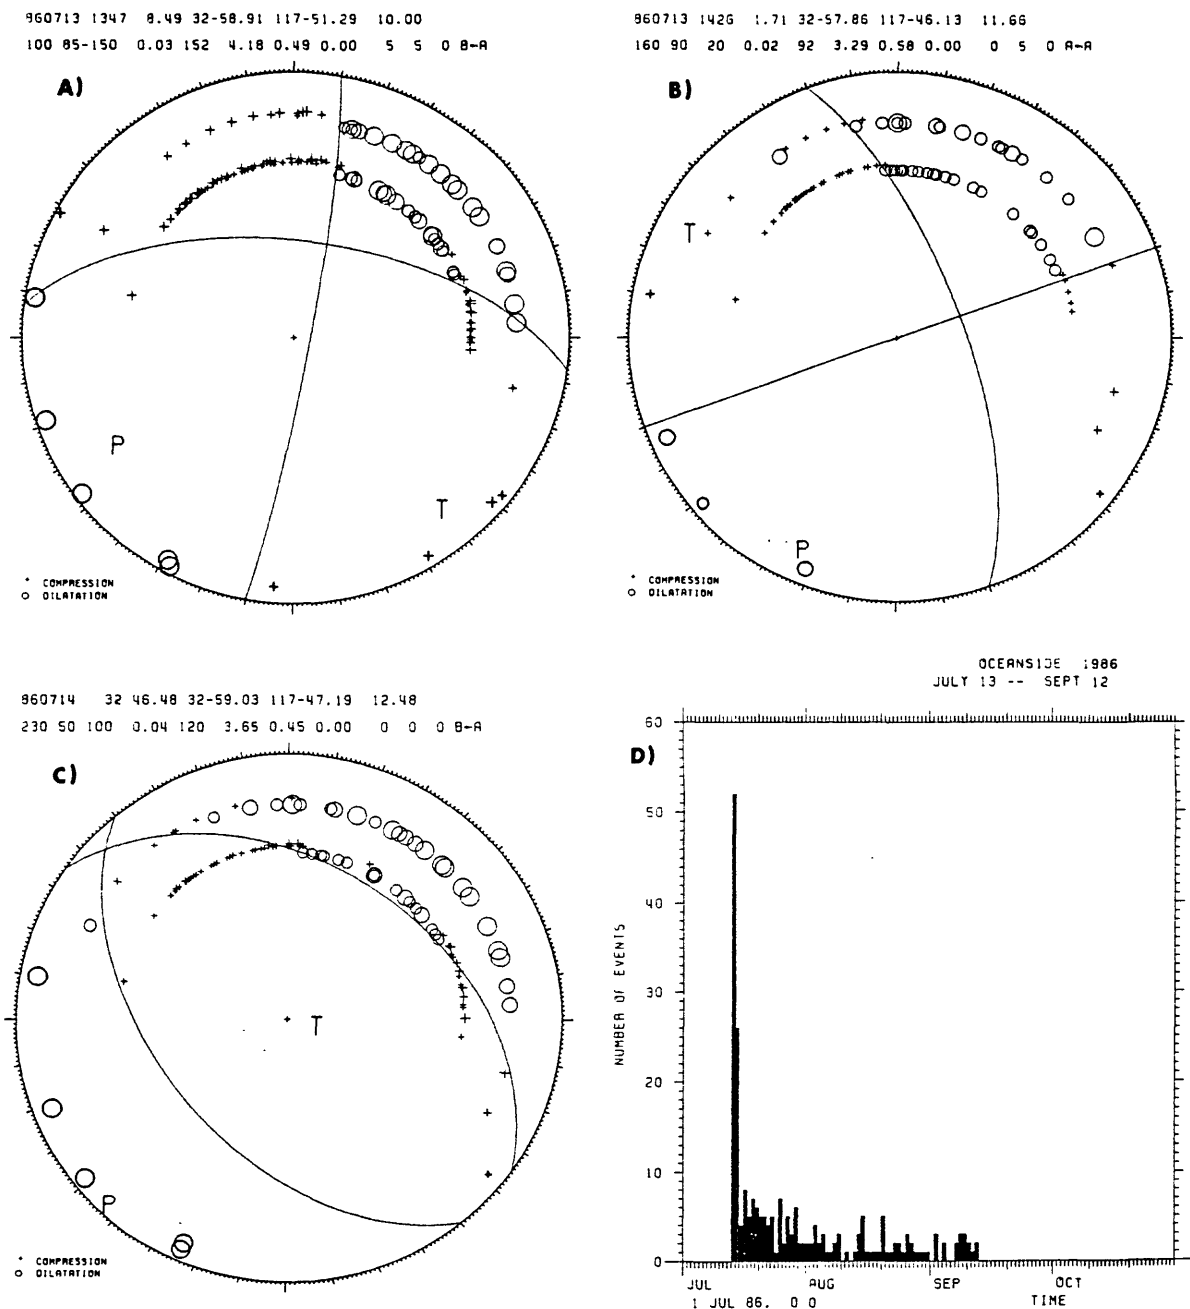 860713 1347 8.49 32-58.91 117-51.29 10.00
100 85-150 0.03 152 4.18 0.49 0.00 5 5 0 B-A
A)
P
T
+ COMPRESSION
○ DILATATION
860713 1426 1.71 32-57.86 117-46.13 11.66
160 90 20 0.02 92 3.29 0.58 0.00 0 5 0 A-A
B)
T
P
+ COMPRESSION
○ DILATATION
860714 32 46.48 32-59.03 117-47.19 12.48
230 50 100 0.04 120 3.65 0.45 0.00 0 0 0 B-A
C)
T
P
+ COMPRESSION
○ DILATATION
OCEANSIDE 1986
JULY 13 -- SEPT 12
D)
60
50
40
30
20
10
0
NUMBER OF EVENTS
JUL AUG SEP OCT
1 JUL 86. 0 0 TIME